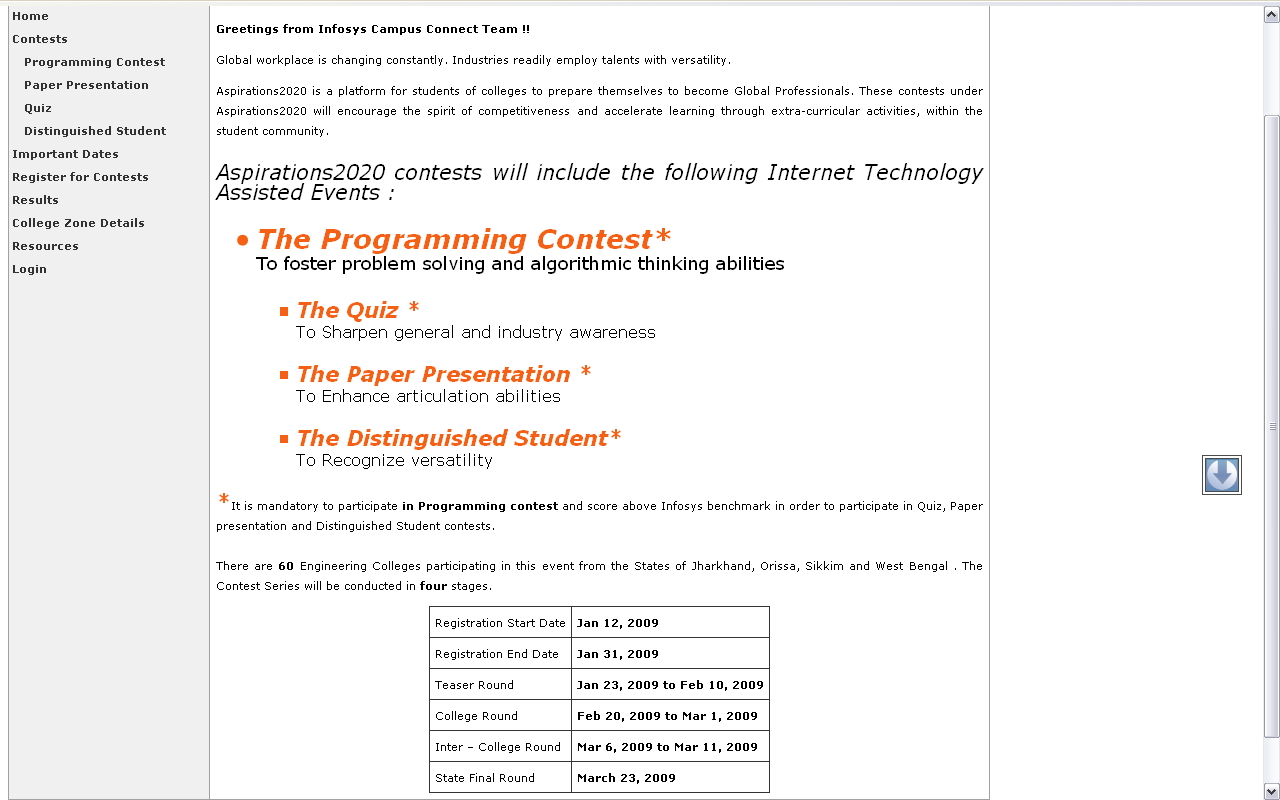 Home
Contests
Programming Contest
Paper Presentation
Quiz
Distinguished Student
Important Dates
Register for Contests
Results
College Zone Details
Resources
Login
Greetings from Infosys Campus Connect Team !!
Global workplace is changing constantly. Industries readily employ talents with versatility.
Aspirations2020 is a platform for students of colleges to prepare themselves to become Global Professionals. These contests under
Aspirations2020 will encourage the spirit of competitiveness and accelerate learning through extra-curricular activities, within the
student community.
Aspirations2020 contests will include the following Internet Technology
Assisted Events :
• The Programming Contest*
To foster problem solving and algorithmic thinking abilities
▪ The Quiz *
To Sharpen general and industry awareness
▪ The Paper Presentation *
To Enhance articulation abilities
▪ The Distinguished Student*
To Recognize versatility
*It is mandatory to participate in Programming contest and score above Infosys benchmark in order to participate in Quiz, Paper
presentation and Distinguished Student contests.
There are 60 Engineering Colleges participating in this event from the States of Jharkhand, Orissa, Sikkim and West Bengal . The
Contest Series will be conducted in four stages.
Registration Start Date Jan 12, 2009
Registration End Date Jan 31, 2009
Teaser Round Jan 23, 2009 to Feb 10, 2009
College Round Feb 20, 2009 to Mar 1, 2009
Inter – College Round Mar 6, 2009 to Mar 11, 2009
State Final Round March 23, 2009